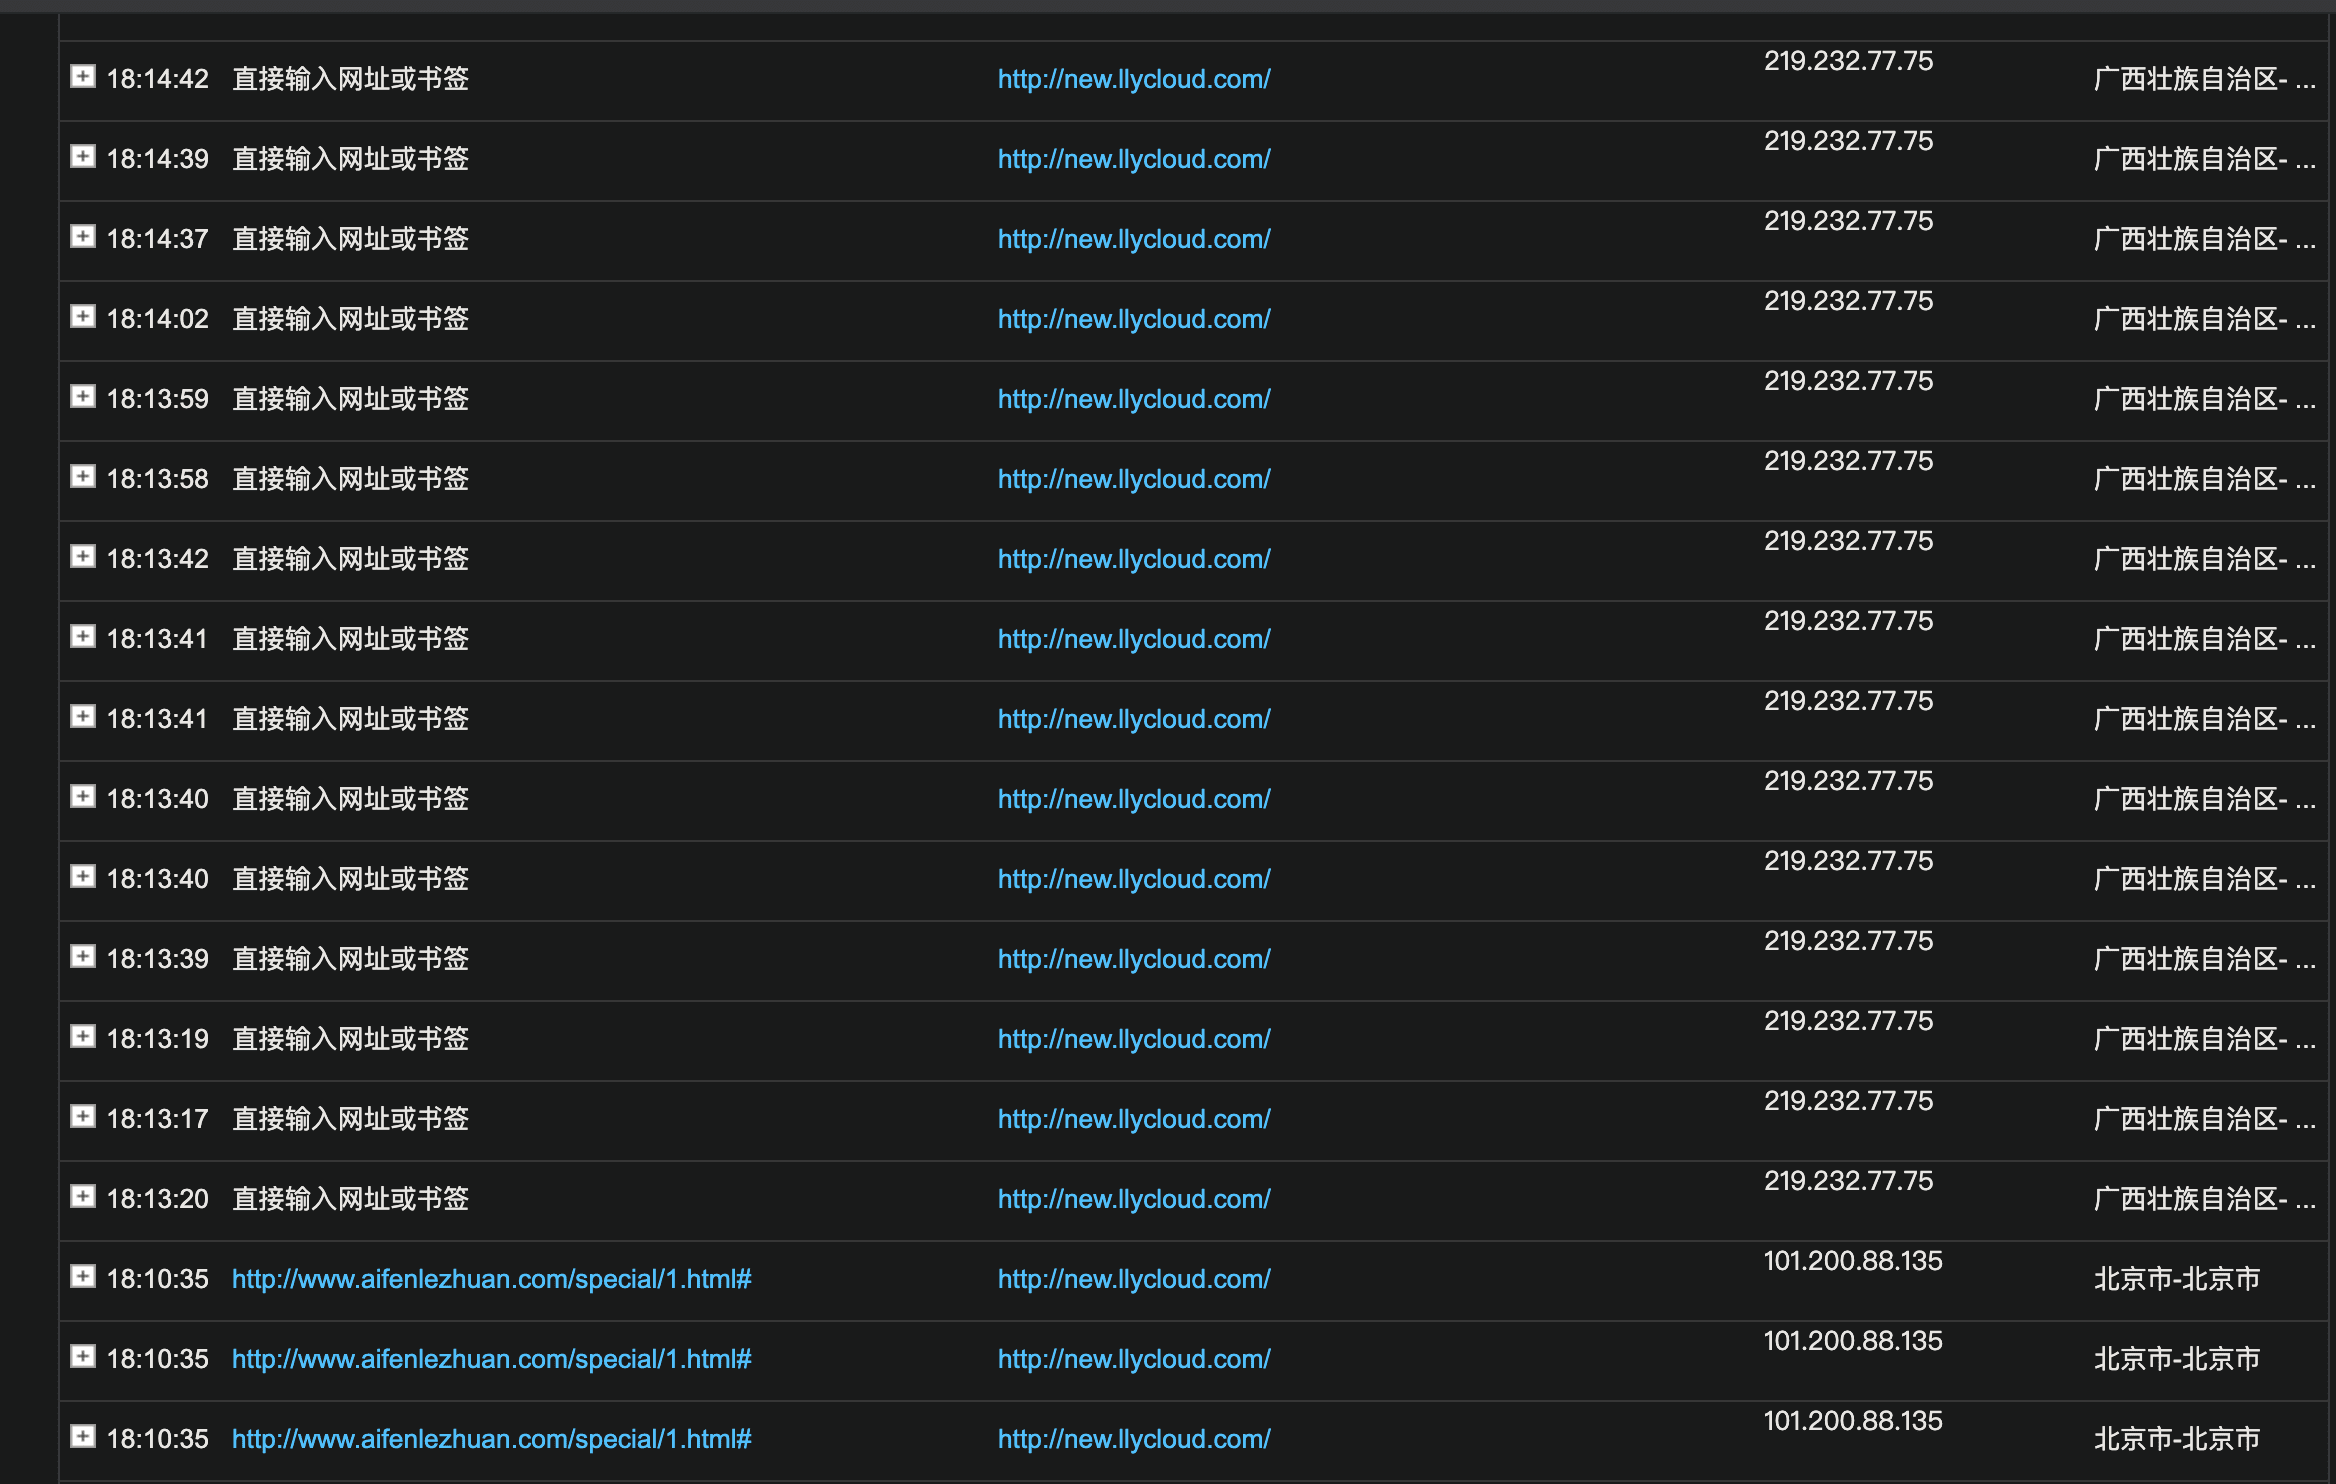 18:14:42 直接输入网址或书签 http://new.llycloud.com/ 219.232.77.75 广西壮族自治区- ...
18:14:39 直接输入网址或书签 http://new.llycloud.com/ 219.232.77.75 广西壮族自治区- ...
18:14:37 直接输入网址或书签 http://new.llycloud.com/ 219.232.77.75 广西壮族自治区- ...
18:14:02 直接输入网址或书签 http://new.llycloud.com/ 219.232.77.75 广西壮族自治区- ...
18:13:59 直接输入网址或书签 http://new.llycloud.com/ 219.232.77.75 广西壮族自治区- ...
18:13:58 直接输入网址或书签 http://new.llycloud.com/ 219.232.77.75 广西壮族自治区- ...
18:13:42 直接输入网址或书签 http://new.llycloud.com/ 219.232.77.75 广西壮族自治区- ...
18:13:41 直接输入网址或书签 http://new.llycloud.com/ 219.232.77.75 广西壮族自治区- ...
18:13:41 直接输入网址或书签 http://new.llycloud.com/ 219.232.77.75 广西壮族自治区- ...
18:13:40 直接输入网址或书签 http://new.llycloud.com/ 219.232.77.75 广西壮族自治区- ...
18:13:40 直接输入网址或书签 http://new.llycloud.com/ 219.232.77.75 广西壮族自治区- ...
18:13:39 直接输入网址或书签 http://new.llycloud.com/ 219.232.77.75 广西壮族自治区- ...
18:13:19 直接输入网址或书签 http://new.llycloud.com/ 219.232.77.75 广西壮族自治区- ...
18:13:17 直接输入网址或书签 http://new.llycloud.com/ 219.232.77.75 广西壮族自治区- ...
18:13:20 直接输入网址或书签 http://new.llycloud.com/ 219.232.77.75 广西壮族自治区- ...
18:10:35 http://www.aifenlezhuan.com/special/1.html# http://new.llycloud.com/ 101.200.88.135 北京市-北京市
18:10:35 http://www.aifenlezhuan.com/special/1.html# http://new.llycloud.com/ 101.200.88.135 北京市-北京市
18:10:35 http://www.aifenlezhuan.com/special/1.html# http://new.llycloud.com/ 101.200.88.135 北京市-北京市